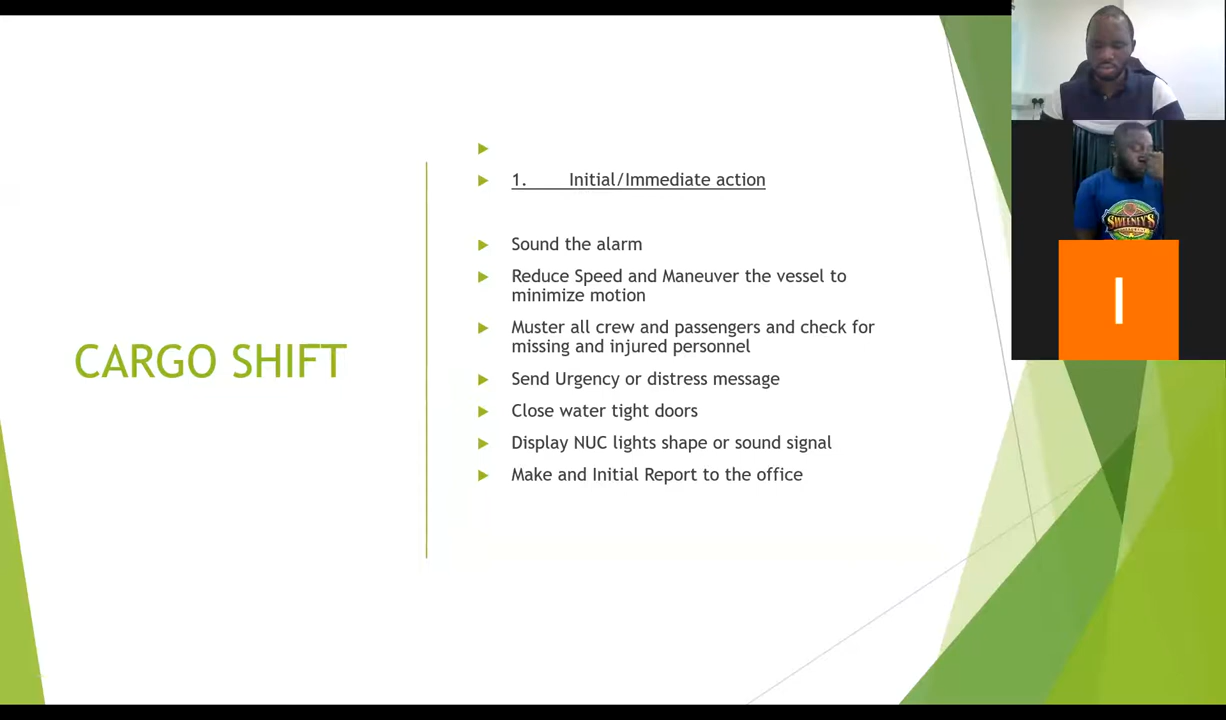 CARGO SHIFT
1. Initial/Immediate action
Sound the alarm
Reduce Speed and Maneuver the vessel to
minimize motion
Muster all crew and passengers and check for
missing and injured personnel
Send Urgency or distress message
Close water tight doors
Display NUC lights shape or sound signal
Make and Initial Report to the office
SWEENEY'S
I